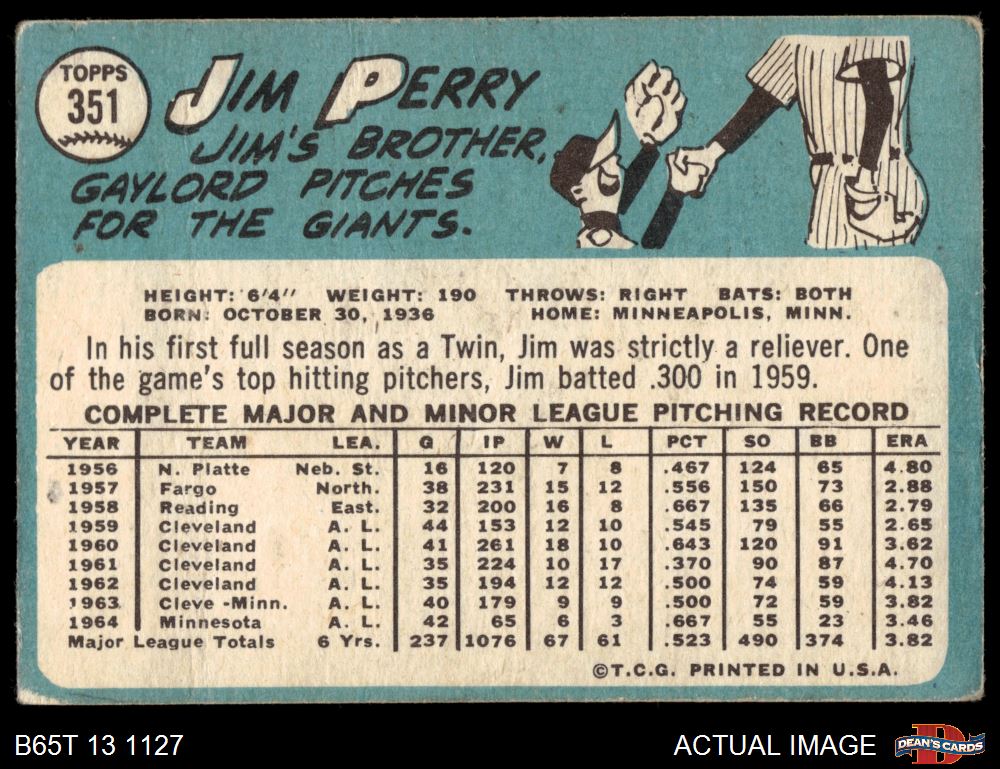 TOPPS
351
JIM PERRY
JIM'S BROTHER,
GAYLORD PITCHES
FOR THE GIANTS.
HEIGHT: 6'4" WEIGHT: 190 THROWS: RIGHT BATS: BOTH
BORN: OCTOBER 30, 1936 HOME: MINNEAPOLIS, MINN.
In his first full season as a Twin, Jim was strictly a reliever. One
of the game's top hitting pitchers, Jim batted .300 in 1959.
COMPLETE MAJOR AND MINOR LEAGUE PITCHING RECORD
YEAR TEAM LEA. G IP W L PCT SO BB ERA
1956 N. Platte Neb. St. 16 120 7 8 .467 124 65 4.80
1957 Fargo North. 38 231 15 12 .556 150 73 2.88
1958 Reading East. 32 200 16 8 .667 135 66 2.79
1959 Cleveland A. L. 44 153 12 10 .545 79 55 2.65
1960 Cleveland A. L. 41 261 18 10 .643 120 91 3.62
1961 Cleveland A. L. 35 224 10 17 .370 90 87 4.70
1962 Cleveland A. L. 35 194 12 12 .500 74 59 4.13
1963 Cleve -Minn. A. L. 40 179 9 9 .500 72 59 3.82
1964 Minnesota A. L. 42 65 6 3 .667 55 23 3.46
Major League Totals 6 Yrs. 237 1076 67 61 .523 490 374 3.82
©T.C.G. PRINTED IN U.S.A.
B65T 13 1127 ACTUAL IMAGE D DEAN'S CARDS